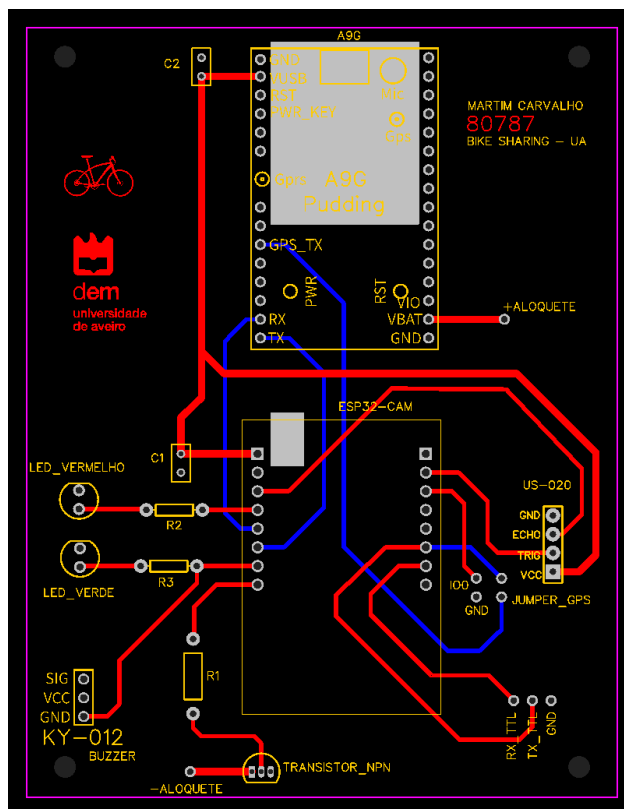 A9G
C2
GND
VUSB
RST
PWR_KEY
Mic
Gps
MARTIM CARVALHO
80787
BIKE SHARING - UA
Gprs
A9G
Pudding
GPS_TX
dem
universidade
de aveiro
PWR
RST
VIO
RX
VBAT
+ALOQUETE
TX
GND
ESP32-CAM
C1
LED_VERMELHO
US-020
GND
R2
ECHO
TRIG
R3
VCC
LED_VERDE
IO0
GND
JUMPER_GPS
SIG
R1
VCC
GND
RX_TTL
TX_TTL
GND
KY-012
BUZZER
TRANSISTOR_NPN
-ALOQUETE